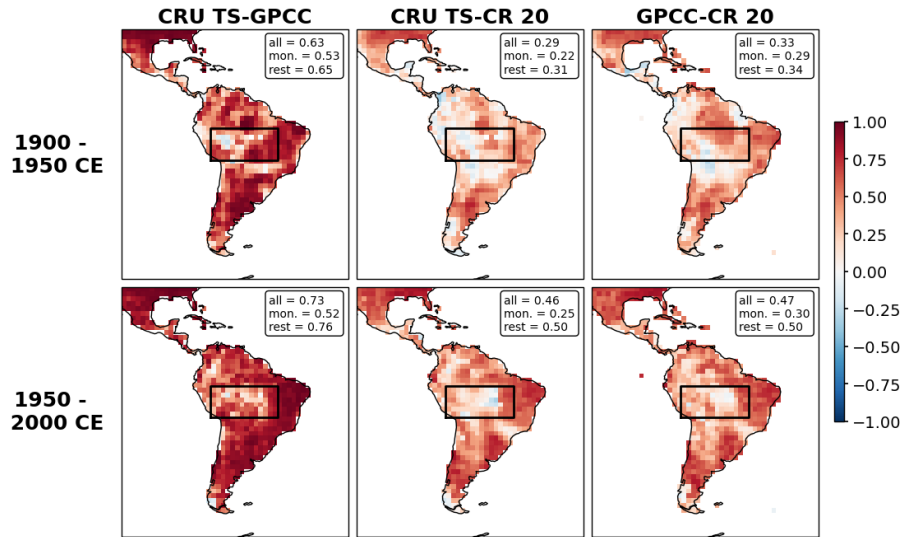 CRU TS-GPCC
CRU TS-CR 20
GPCC-CR 20
1900 -
1950 CE
all = 0.63
mon. = 0.53
rest = 0.65
all = 0.29
mon. = 0.22
rest = 0.31
all = 0.33
mon. = 0.29
rest = 0.34
1950 -
2000 CE
all = 0.73
mon. = 0.52
rest = 0.76
all = 0.46
mon. = 0.25
rest = 0.50
all = 0.47
mon. = 0.30
rest = 0.50
1.00
0.75
0.50
0.25
0.00
−0.25
−0.50
−0.75
−1.00